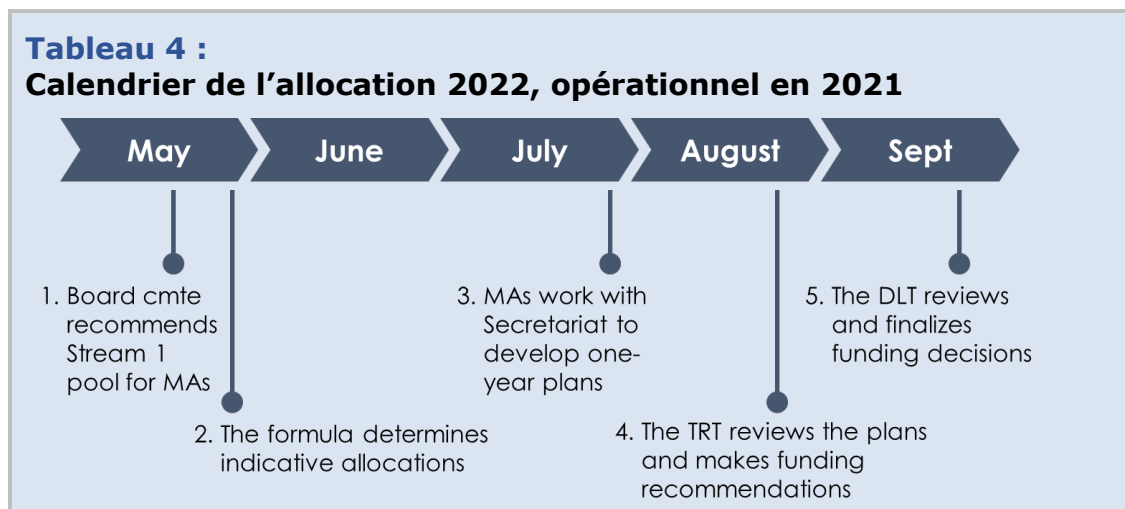 Tableau 4 :
Calendrier de l’allocation 2022, opérationnel en 2021
May
June
July
August
Sept
1. Board cmte
recommends
Stream 1
pool for MAs
2. The formula determines
indicative allocations
3. MAs work with
Secretariat to
develop one-
year plans
4. The TRT reviews the plans
and makes funding
recommendations
5. The DLT reviews
and finalizes
funding decisions